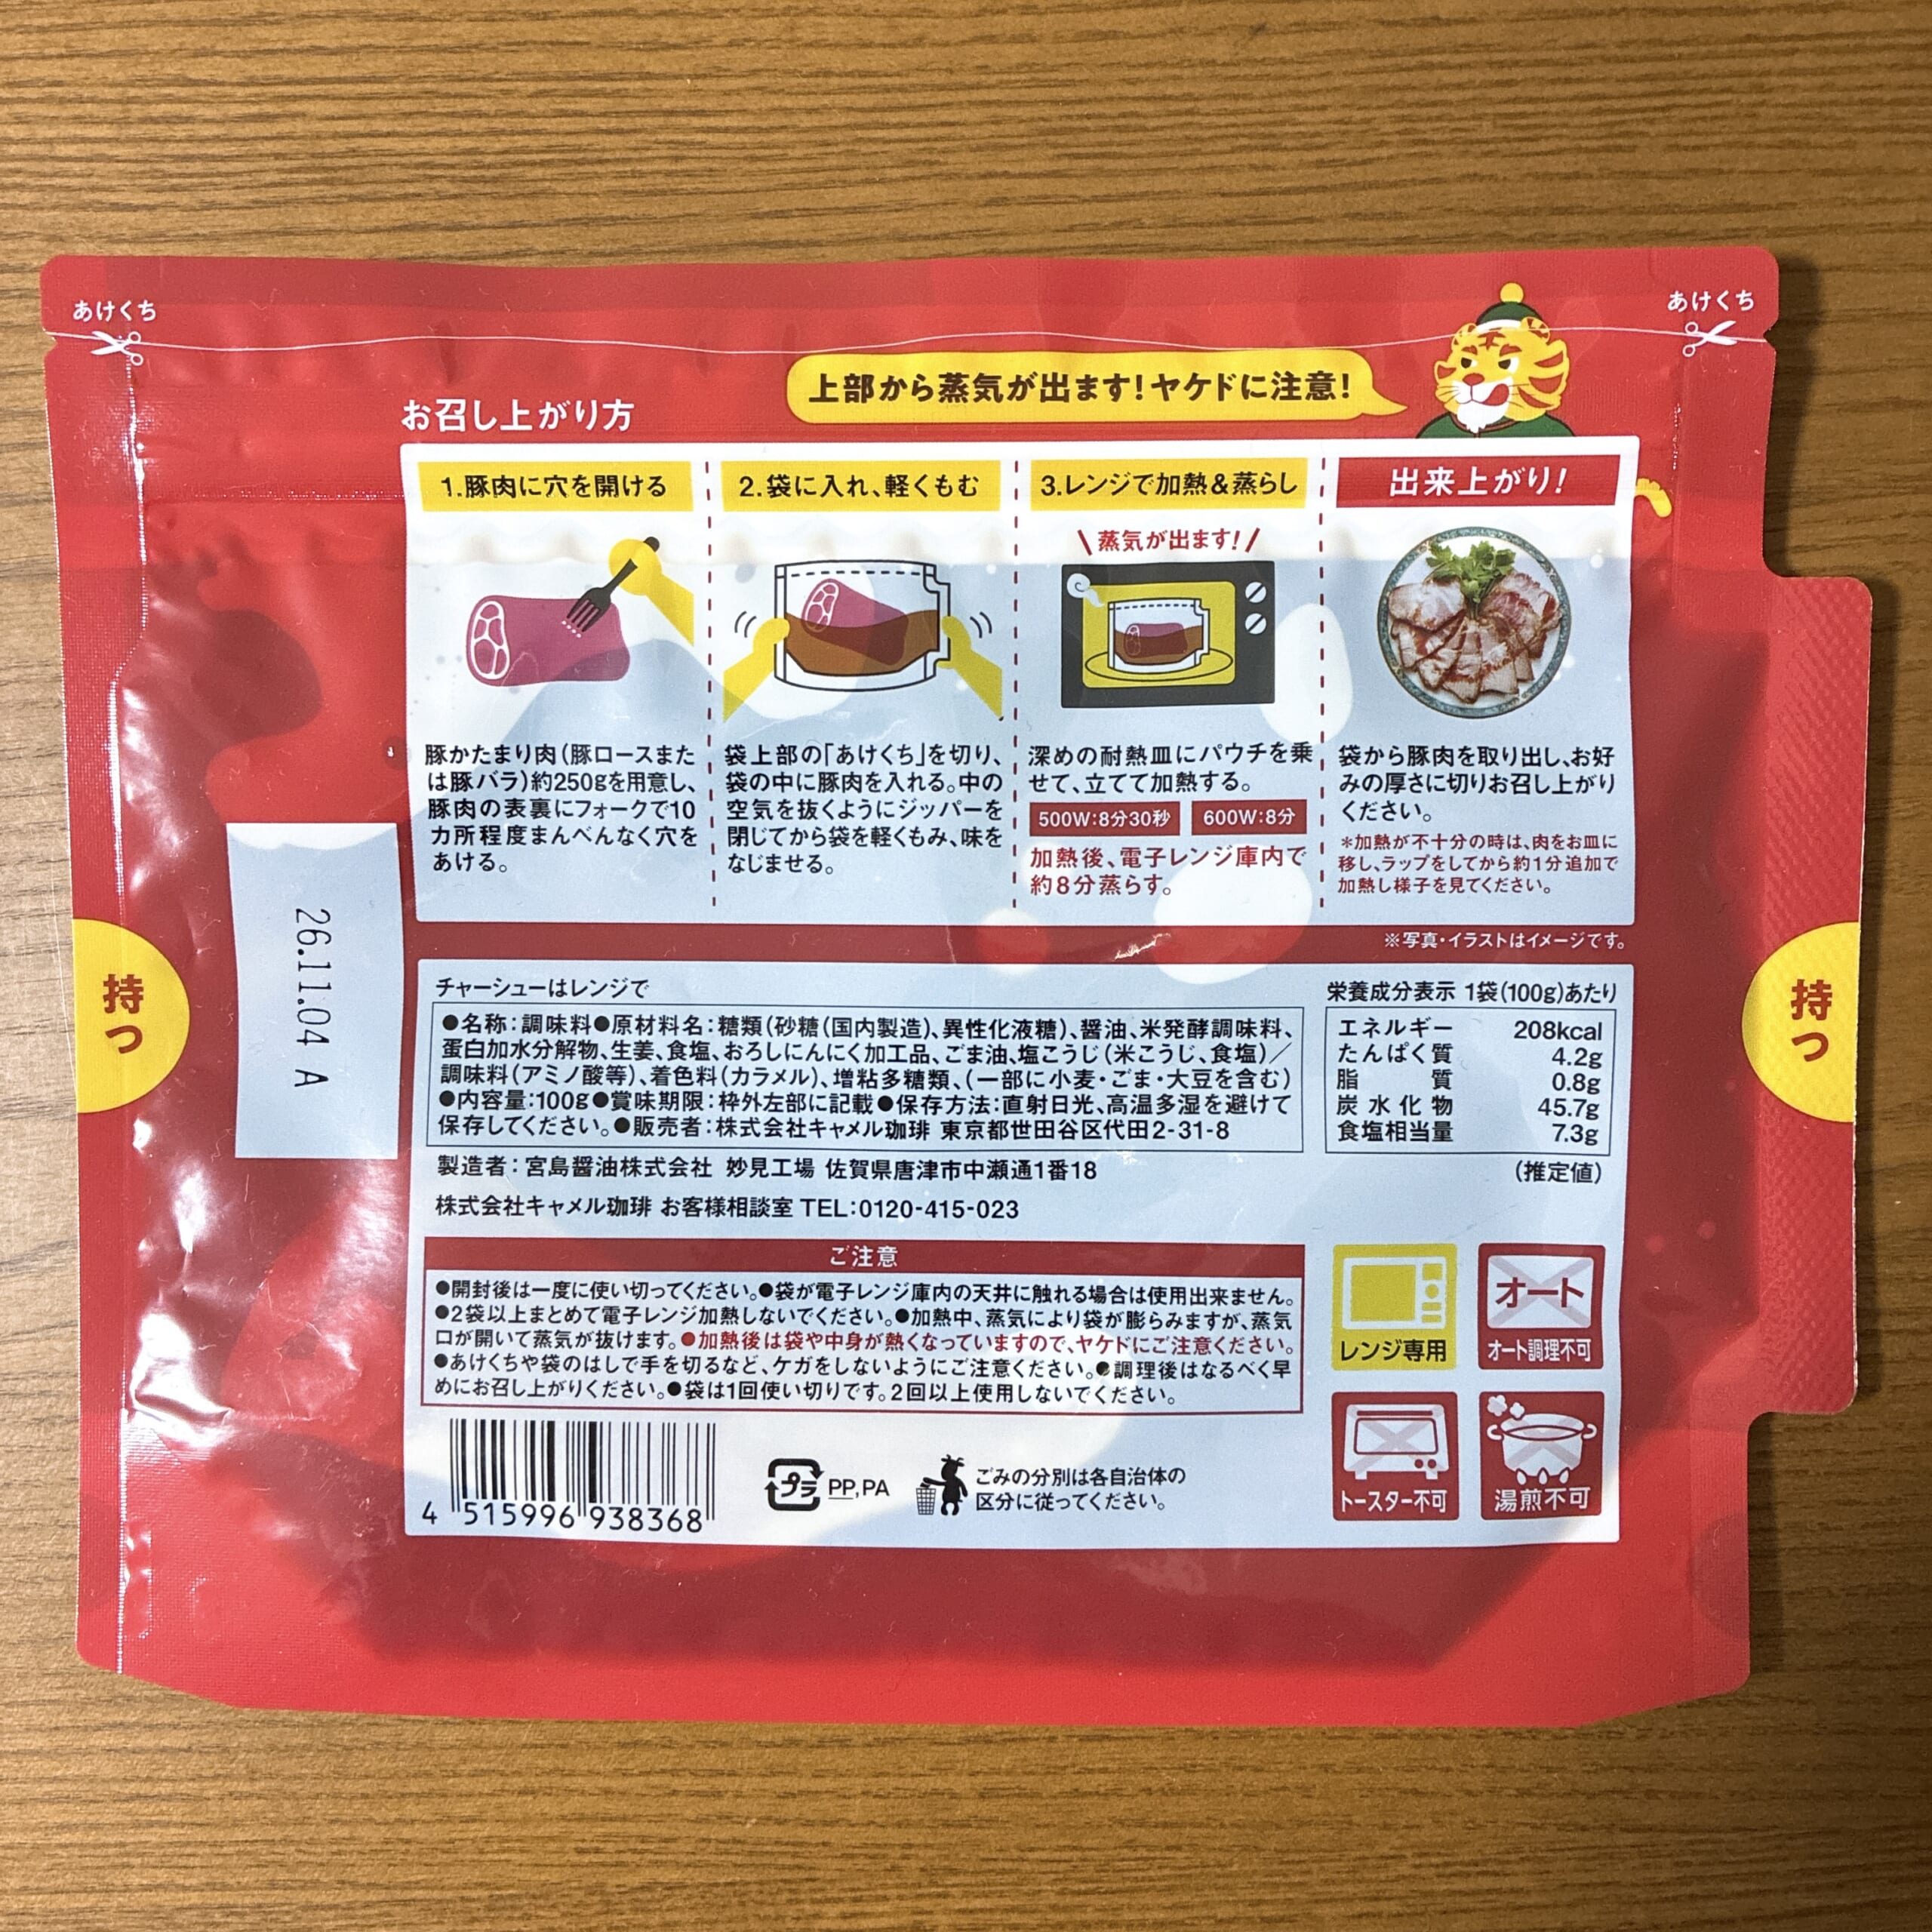 あけくち
あけくち
上部から蒸気が出ます!ヤケドに注意!
お召し上がり方
1.豚肉に穴を開ける
豚かたまり肉(豚ロースまた
は豚バラ)約250gを用意し、
豚肉の表裏にフォークで10
カ所程度まんべんなく穴を
あける。
2.袋に入れ、軽くもむ
袋上部の「あけくち」を切り、
袋の中に豚肉を入れる。中の
空気を抜くようにジッパーを
閉じてから袋を軽くもみ、味を
なじませる。
3.レンジで加熱&蒸らし
蒸気が出ます!
深めの耐熱皿にパウチを乗
せて、立てて加熱する。
500W:8分30秒 600W:8分
加熱後、電子レンジ庫内で
約8分蒸らす。
出来上がり!
袋から豚肉を取り出し、お好
みの厚さに切りお召し上がり
ください。
*加熱が不十分の時は、肉をお皿に
移し、ラップをしてから約1分追加で
加熱し様子を見てください。
※写真・イラストはイメージです。
26.11.04 A
持つ
持つ
チャーシューはレンジで
●名称:調味料●原材料名:糖類(砂糖(国内製造)、異性化液糖)、醤油、米発酵調味料、
蛋白加水分解物、生姜、食塩、おろしにんにく加工品、ごま油、塩こうじ(米こうじ、食塩)/
調味料(アミノ酸等)、着色料(カラメル)、増粘多糖類、(一部に小麦・ごま・大豆を含む)
●内容量:100g●賞味期限:枠外左部に記載●保存方法:直射日光、高温多湿を避けて
保存してください。●販売者:株式会社キャメル珈琲 東京都世田谷区代田2-31-8
製造者:宮島醤油株式会社 妙見工場 佐賀県唐津市中瀬通1番18
株式会社キャメル珈琲 お客様相談室 TEL:0120-415-023
栄養成分表示 1袋(100g)あたり
エネルギー 208kcal
たんぱく質 4.2g
脂質 0.8g
炭水化物 45.7g
食塩相当量 7.3g
(推定値)
ご注意
●開封後は一度に使い切ってください。●袋が電子レンジ庫内の天井に触れる場合は使用出来ません。
●2袋以上まとめて電子レンジ加熱しないでください。●加熱中、蒸気により袋が膨らみますが、蒸気
口が開いて蒸気が抜けます。●加熱後は袋や中身が熱くなっていますので、ヤケドにご注意ください。
●あけくちや袋のはしで手を切るなど、ケガをしないようにご注意ください。●調理後はなるべく早
めにお召し上がりください。●袋は1回使い切りです。2回以上使用しないでください。
レンジ専用
オート
オート調理不可
トースター不可
湯煎不可
4 515996 938368
プラ PP,PA
ごみの分別は各自治体の
区分に従ってください。